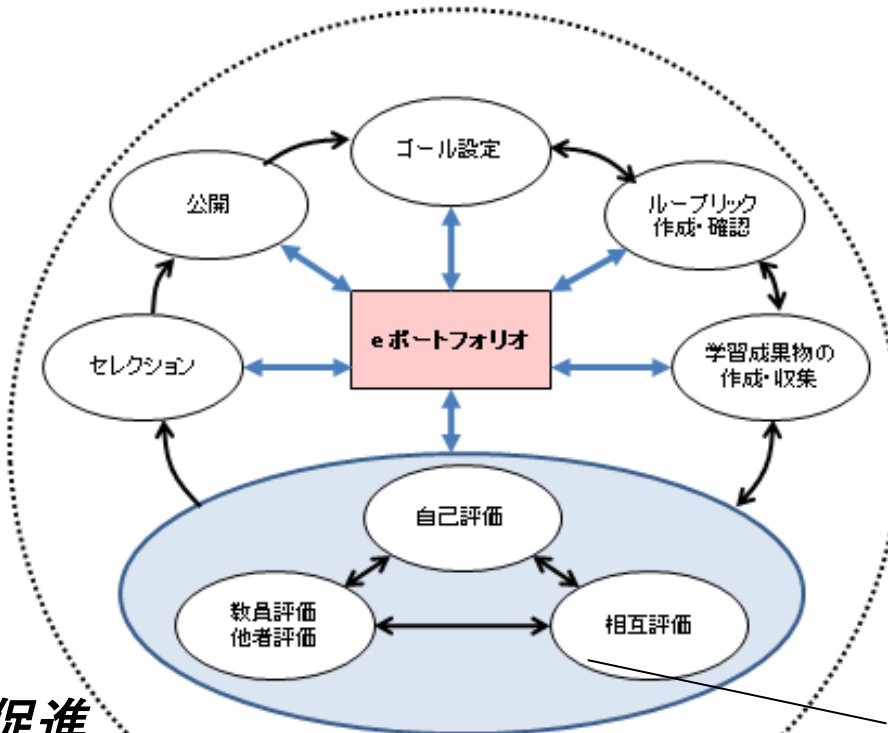 ゴール設定
公開
ルーブリック
作成・確認
eポートフォリオ
セレクション
学習成果物の
作成・収集
自己評価
教員評価
他者評価
相互評価
促進